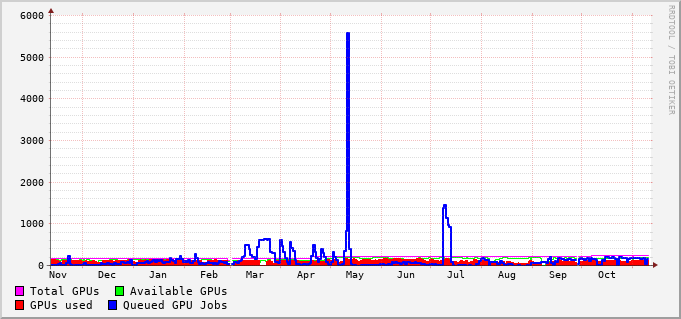 6000
5000
4000
3000
2000
1000
0
Nov Dec Jan Feb Mar Apr May Jun Jul Aug Sep Oct
Total GPUs Available GPUs
GPUs used Queued GPU Jobs
RRDTOOL / TOBI OETIKER